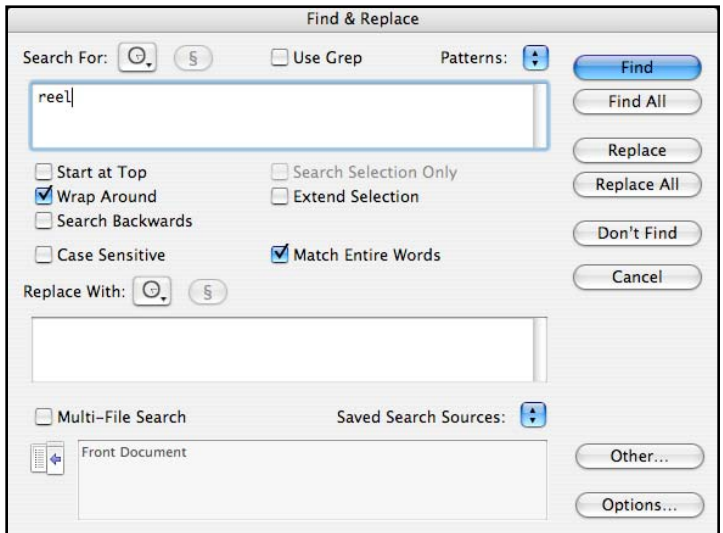 Find & Replace
Search For: § Use Grep Patterns: Find
reel Find All
Replace
Start at Top Search Selection Only
Wrap Around Extend Selection Replace All
Search Backwards
Don't Find
Case Sensitive Match Entire Words
Cancel
Replace With: §
Multi-File Search Saved Search Sources:
Front Document Other...
Options...